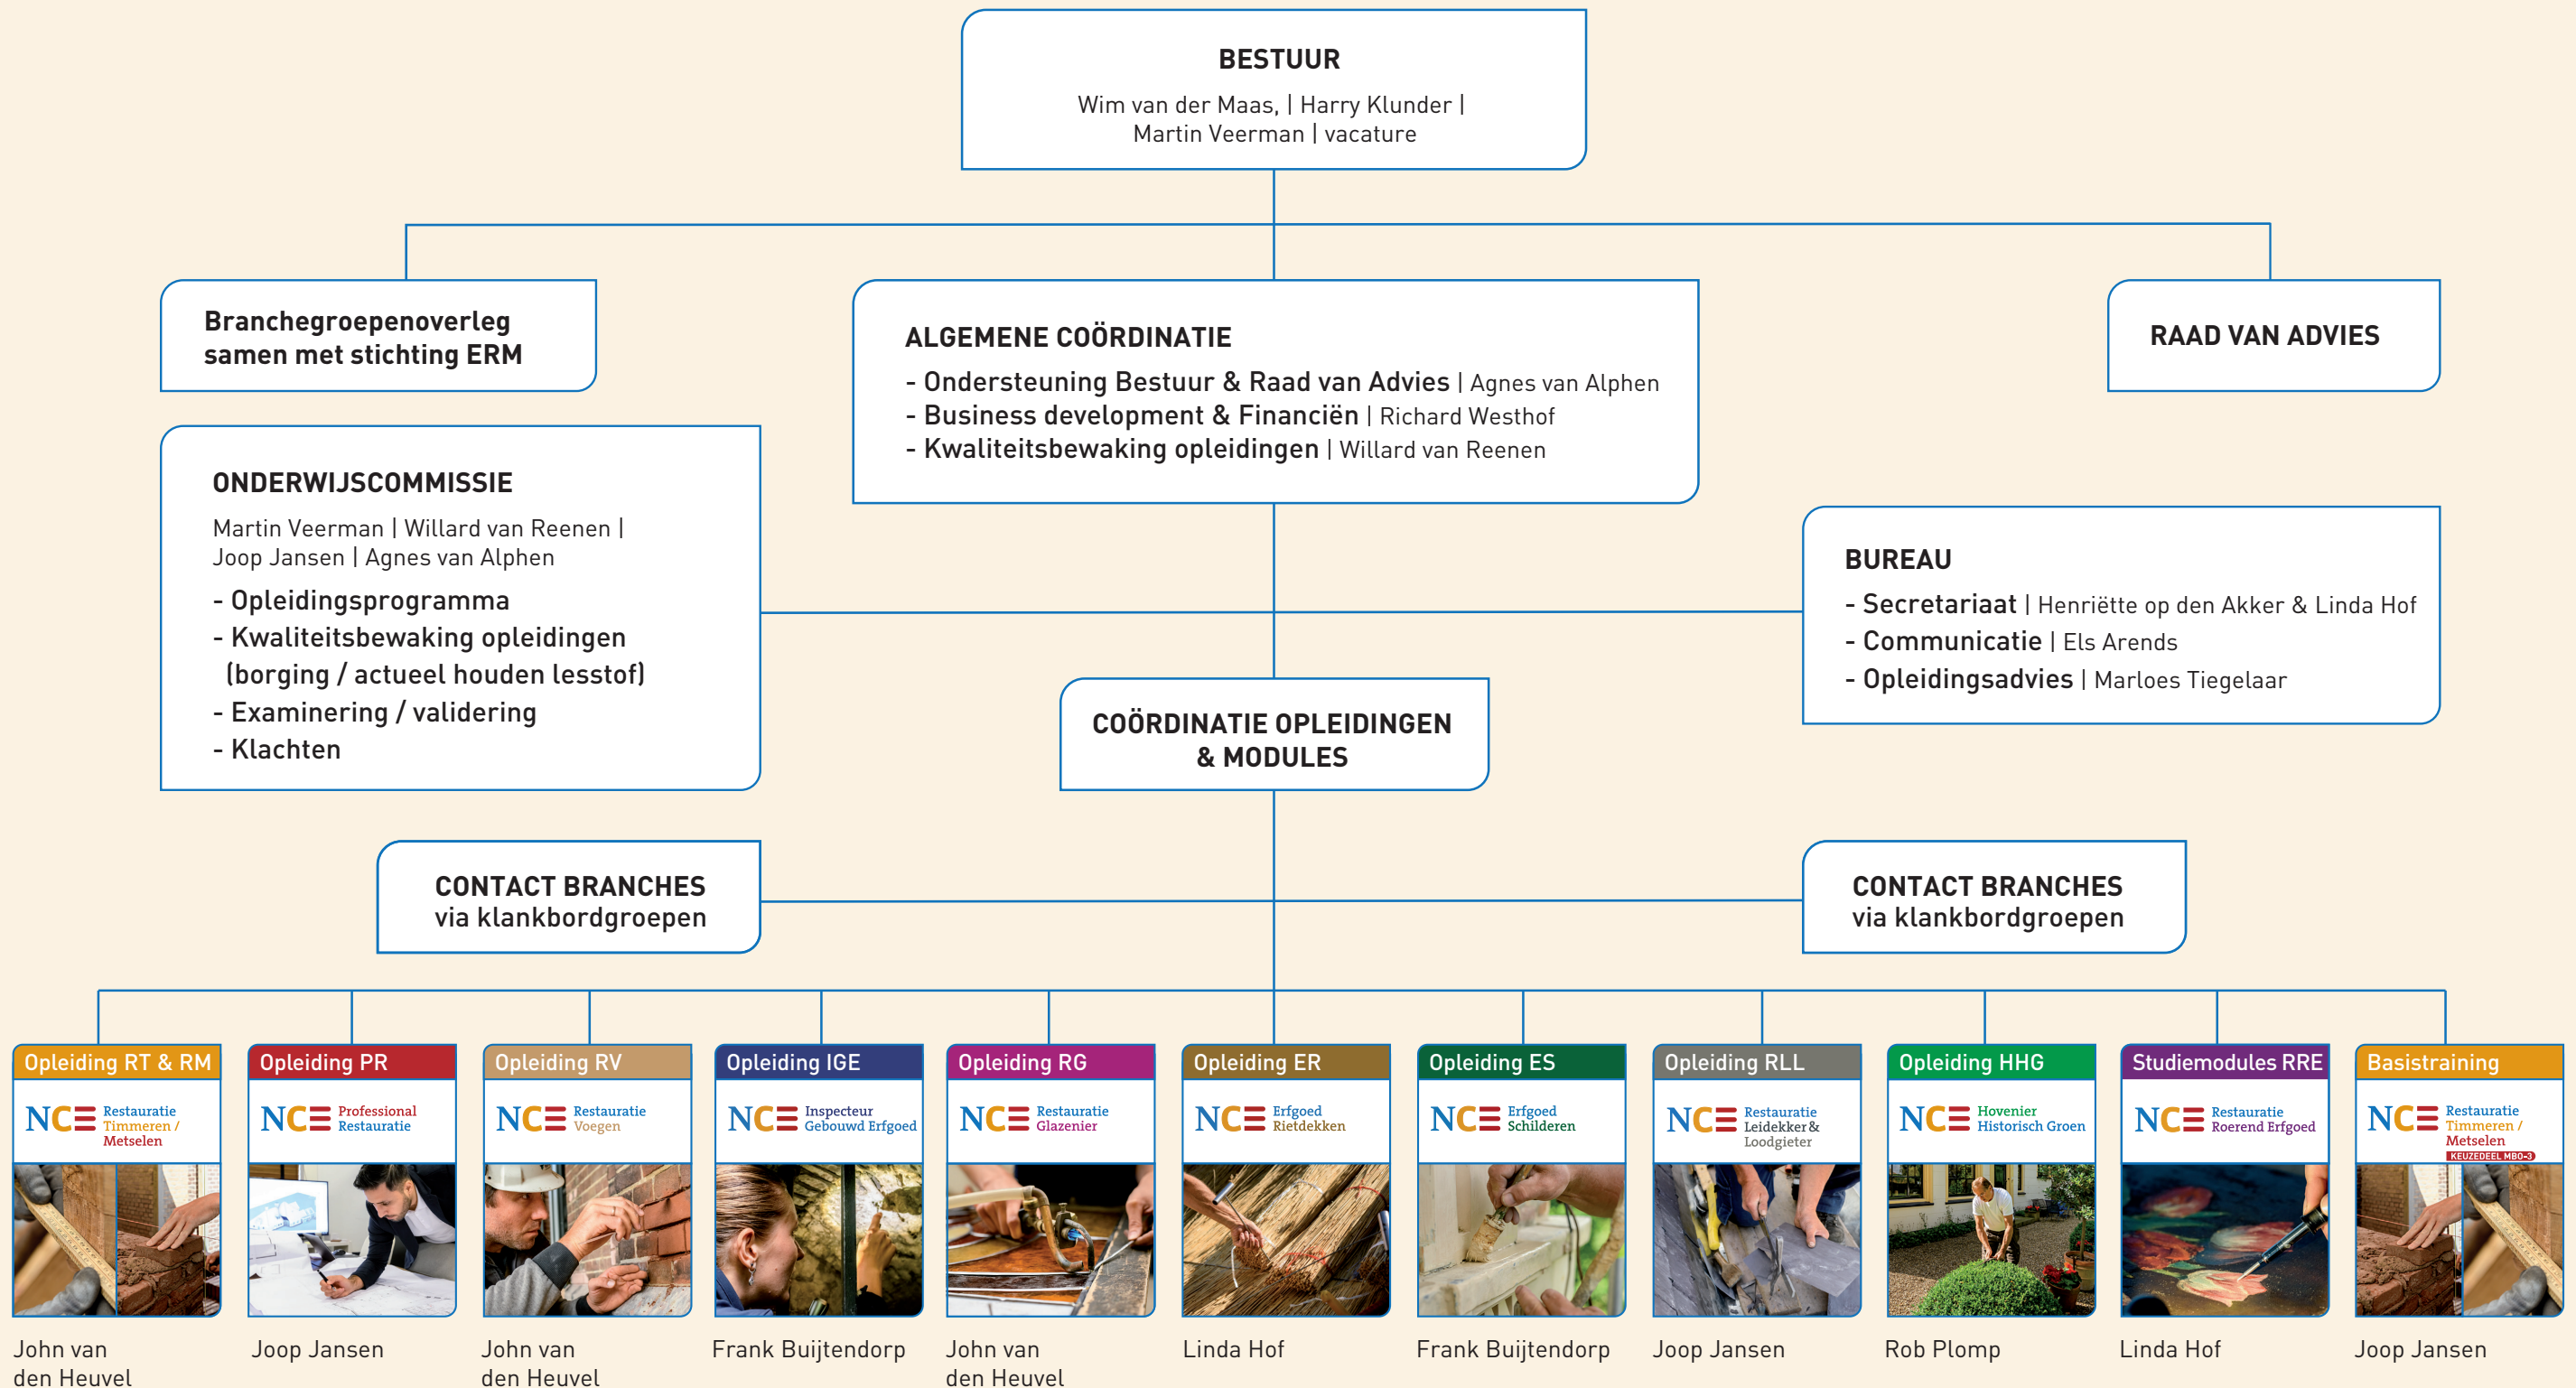 BESTUUR
Wim van der Maas, | Harry Klunder |
Martin Veerman | vacature
Branchegroepenoverleg
samen met stichting ERM
ALGEMENE COÖRDINATIE
- Ondersteuning Bestuur & Raad van Advies | Agnes van Alphen
- Business development & Financiën | Richard Westhof
- Kwaliteitsbewaking opleidingen | Willard van Reenen
RAAD VAN ADVIES
ONDERWIJSCOMMISSIE
Martin Veerman | Willard van Reenen |
Joop Jansen | Agnes van Alphen
- Opleidingsprogramma
- Kwaliteitsbewaking opleidingen
(borging / actueel houden lesstof)
- Examinering / validering
- Klachten
BUREAU
- Secretariaat | Henriëtte op den Akker & Linda Hof
- Communicatie | Els Arends
- Opleidingsadvies | Marloes Tiegelaar
COÖRDINATIE OPLEIDINGEN
& MODULES
CONTACT BRANCHES
via klankbordgroepen
CONTACT BRANCHES
via klankbordgroepen
Opleiding RT & RM
NCE Restauratie
Timmeren /
Metselen
John van
den Heuvel
Opleiding PR
NCE Professional
Restauratie
Joop Jansen
Opleiding RV
NCE Restauratie
Voegen
John van
den Heuvel
Opleiding IGE
NCE Inspecteur
Gebouwd Erfgoed
Frank Buijtendorp
Opleiding RG
NCE Restauratie
Glazenier
John van
den Heuvel
Opleiding ER
NCE Erfgoed
Rietdekken
Linda Hof
Opleiding ES
NCE Erfgoed
Schilderen
Frank Buijtendorp
Opleiding RLL
NCE Restauratie
Leidekker &
Loodgieter
Joop Jansen
Opleiding HHG
NCE Hovenier
Historisch Groen
Rob Plomp
Studiemodules RRE
NCE Restauratie
Roerend Erfgoed
Linda Hof
Basistraining
NCE Restauratie
Timmeren /
Metselen
KEUZEDEEL MBO-3
Joop Jansen